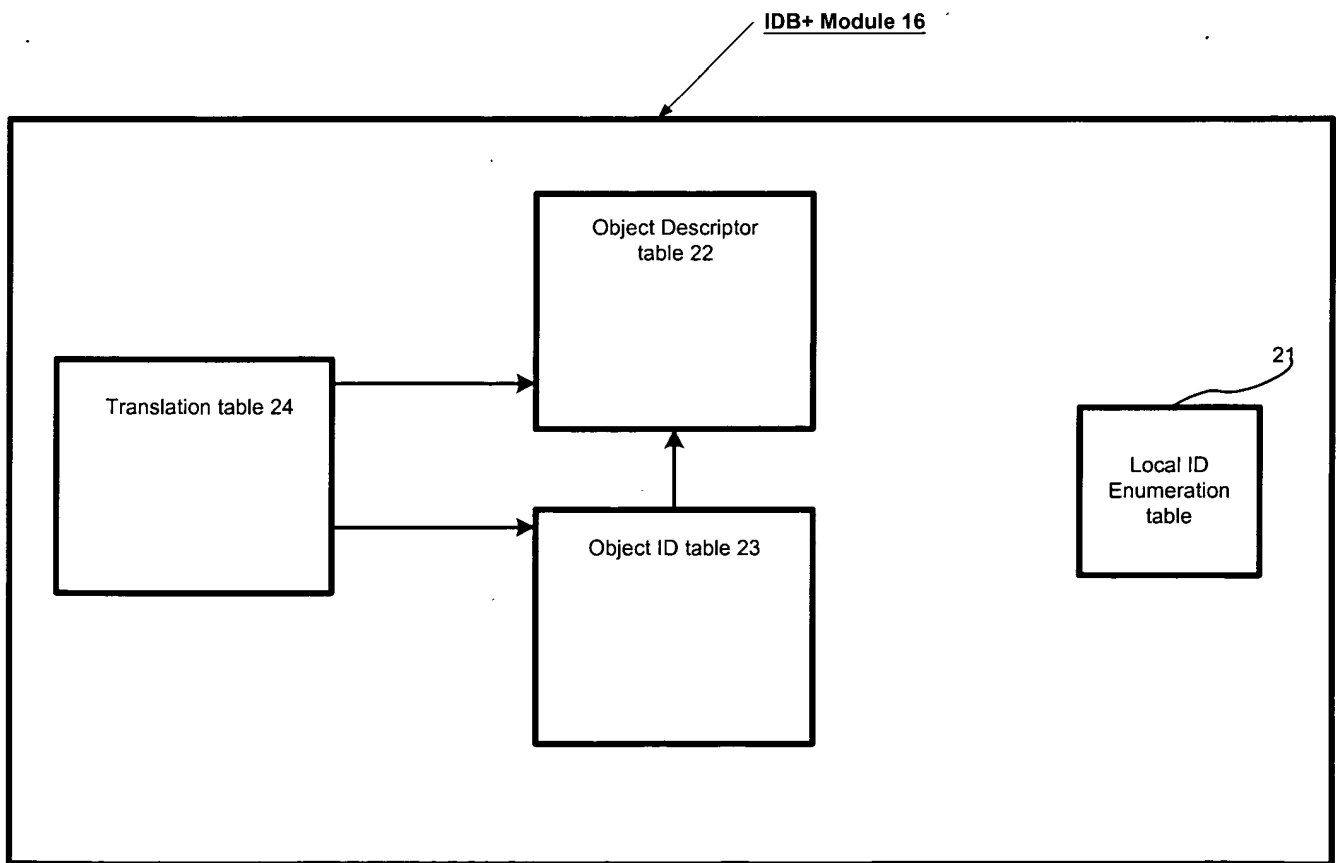 IDB+ Module 16
Object Descriptor
table 22
21
Translation table 24
Local ID
Enumeration
table
Object ID table 23